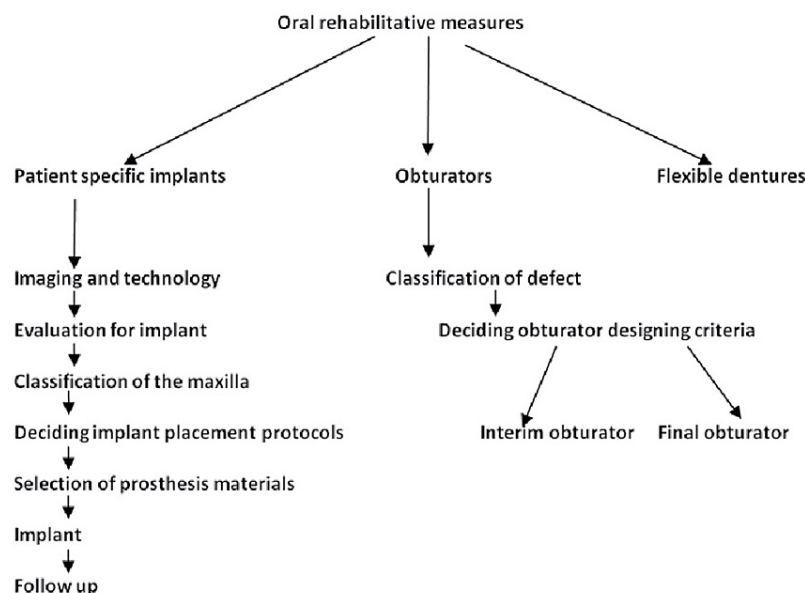 Oral rehabilitative measures
Patient specific implants
Obturators
Flexible dentures
Imaging and technology
Classification of defect
Evaluation for implant
Deciding obturator designing criteria
Classification of the maxilla
Deciding implant placement protocols
Interim obturator
Final obturator
Selection of prosthesis materials
Implant
Follow up